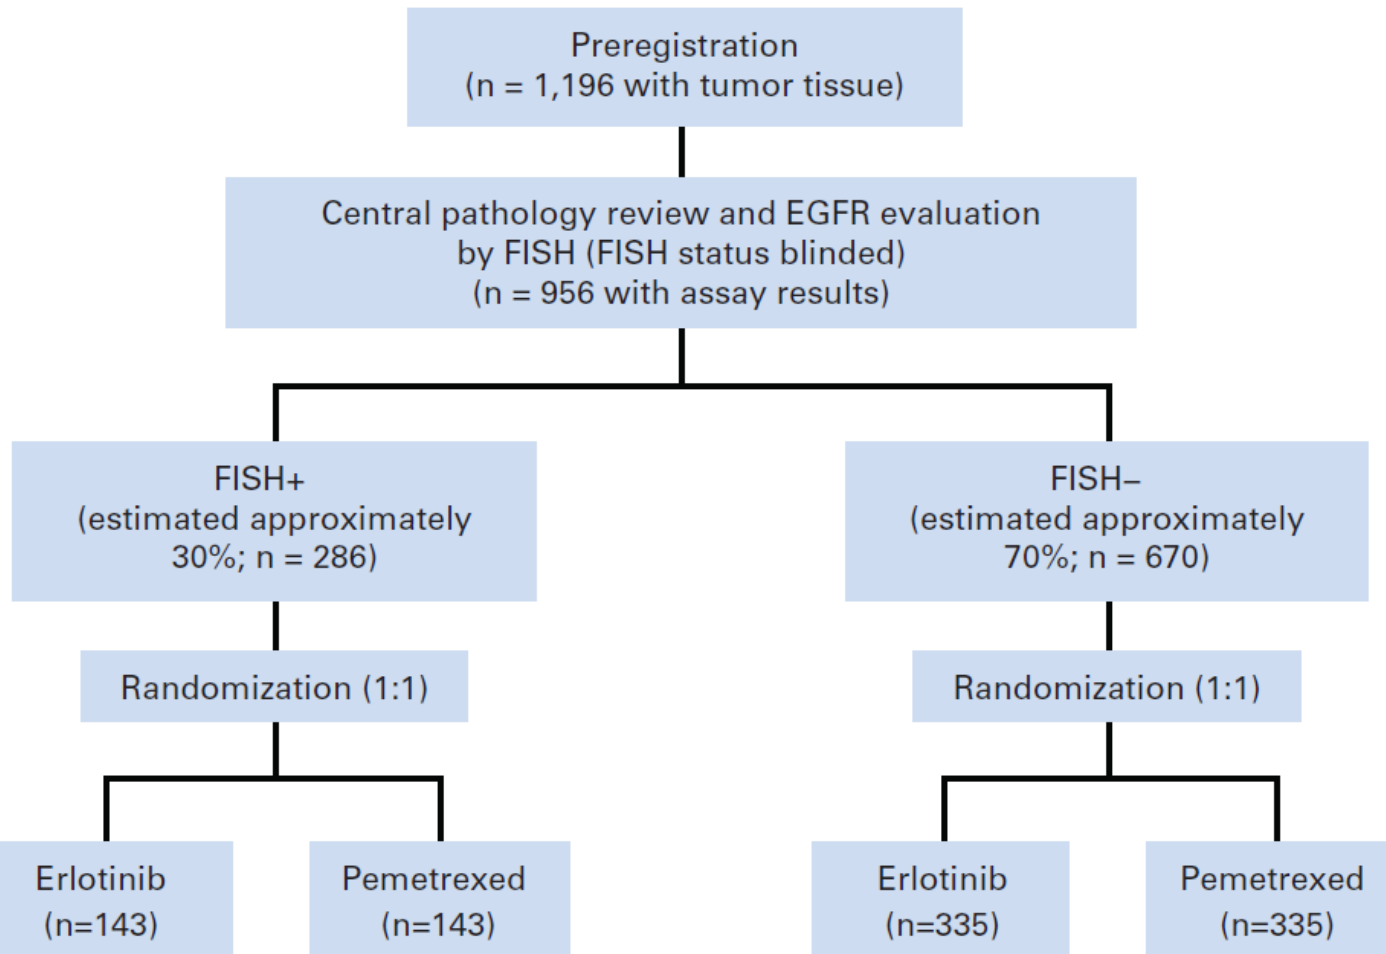 Preregistration
(n = 1,196 with tumor tissue)
Central pathology review and EGFR evaluation
by FISH (FISH status blinded)
(n = 956 with assay results)
FISH+
(estimated approximately
30%; n = 286)
FISH–
(estimated approximately
70%; n = 670)
Randomization (1:1)
Randomization (1:1)
Erlotinib
(n=143)
Pemetrexed
(n=143)
Erlotinib
(n=335)
Pemetrexed
(n=335)